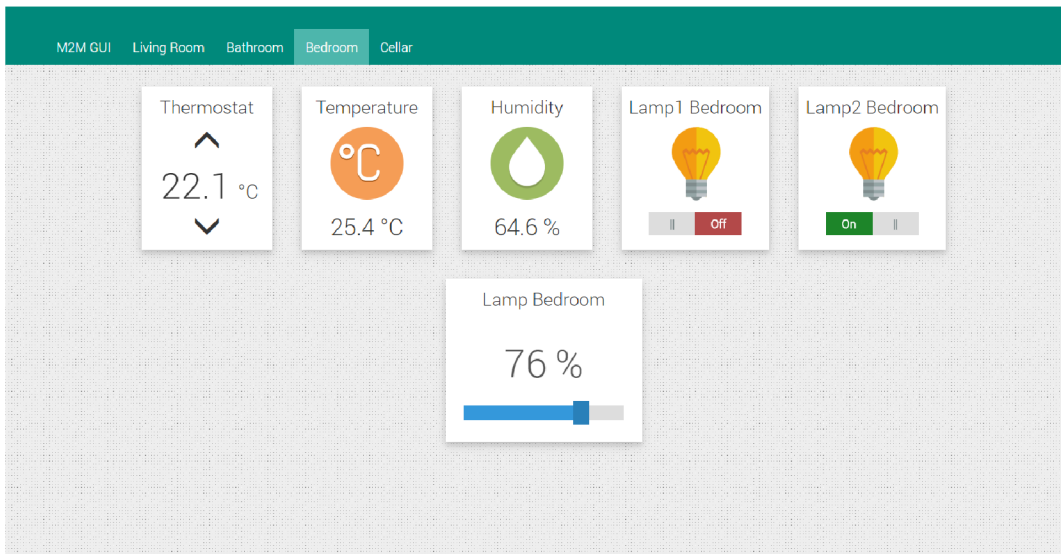 M2M GUI Living Room Bathroom Bedroom Cellar
Thermostat Temperature Humidity Lamp1 Bedroom Lamp2 Bedroom
°C
22.1 °C
25.4 °C 64.6 % Off On
Lamp Bedroom
76 %